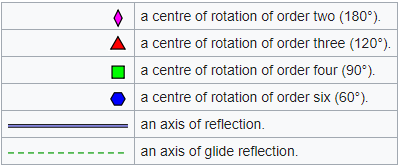 a centre of rotation of order two (180°).
a centre of rotation of order three (120°).
a centre of rotation of order four (90°).
a centre of rotation of order six (60°).
an axis of reflection.
an axis of glide reflection.